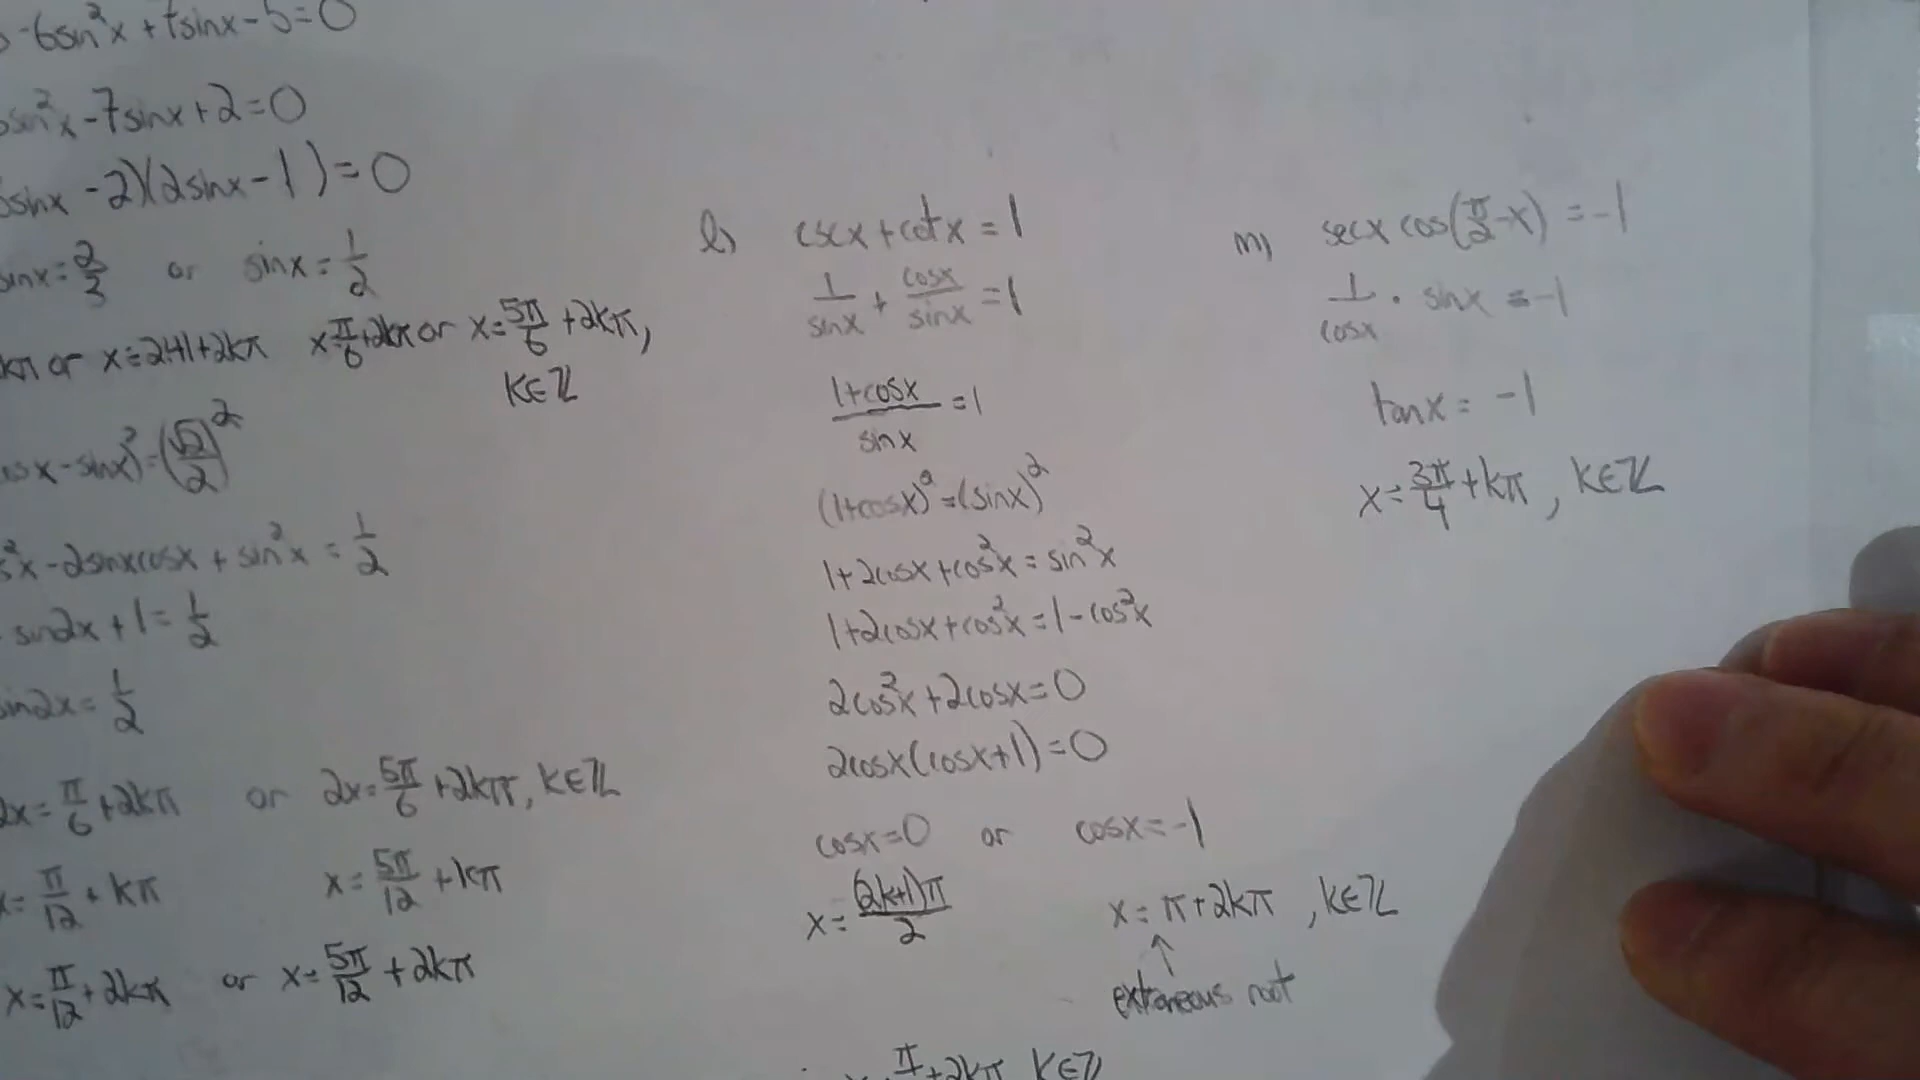 -6sin²x + 7sinx - 5 = 0
sin²x - 7sinx + 2 = 0
sinx - 2)(2sinx - 1) = 0
sinx = 2/3 or sinx = 1/2
kπ or x = 2.41 + 2kπ x = π/6 + 2kπ or x = 5π/6 + 2kπ,
k∈ℤ
cosx - sinx)² = (√2/2)²
s²x - 2sinxcosx + sin²x = 1/2
sin2x + 1 = 1/2
sin2x = 1/2
2x = π/6 + 2kπ or 2x = 5π/6 + 2kπ, k∈ℤ
x = π/12 + kπ x = 5π/12 + kπ
x = π/12 + 2kπ or x = 5π/12 + 2kπ
l) cscx + cotx = 1
1/sinx + cosx/sinx = 1
(1+cosx)/sinx = 1
(1+cosx)² = (sinx)²
1 + 2cosx + cos²x = sin²x
1 + 2cosx + cos²x = 1 - cos²x
2cos²x + 2cosx = 0
2cosx(cosx+1) = 0
cosx = 0 or cosx = -1
x = (2k+1)π/2 x = π + 2kπ, k∈ℤ
↑
extraneous root
π/ + 2kπ, k∈ℤ
m) secx cos(π/2 - x) = -1
1/cosx · sinx = -1
tanx = -1
x = 3π/4 + kπ, k∈ℤ